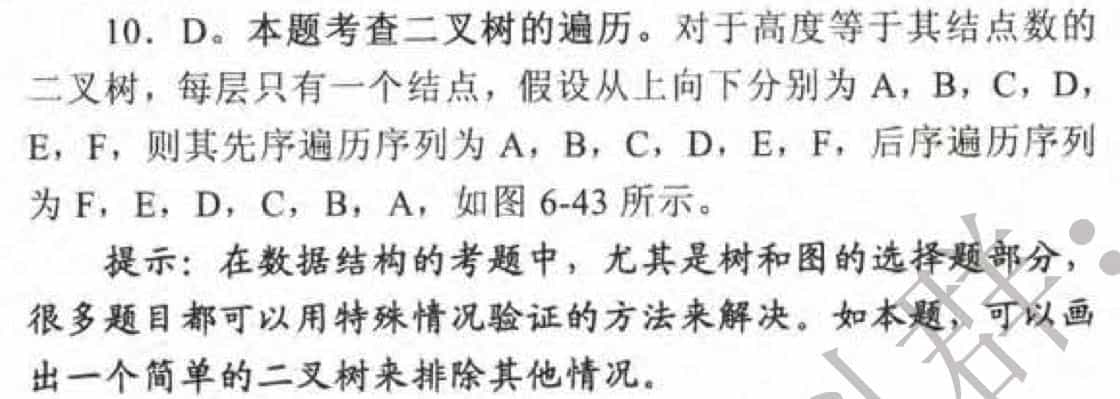 10. D。本题考查二叉树的遍历。对于高度等于其结点数的
二叉树，每层只有一个结点，假设从上向下分别为 A，B，C，D，
E，F，则其先序遍历序列为 A，B，C，D，E，F，后序遍历序列
为 F，E，D，C，B，A，如图 6-43 所示。
提示：在数据结构的考题中，尤其是树和图的选择题部分，
很多题目都可以用特殊情况验证的方法来解决。如本题，可以画
出一个简单的二叉树来排除其他情况。
群：